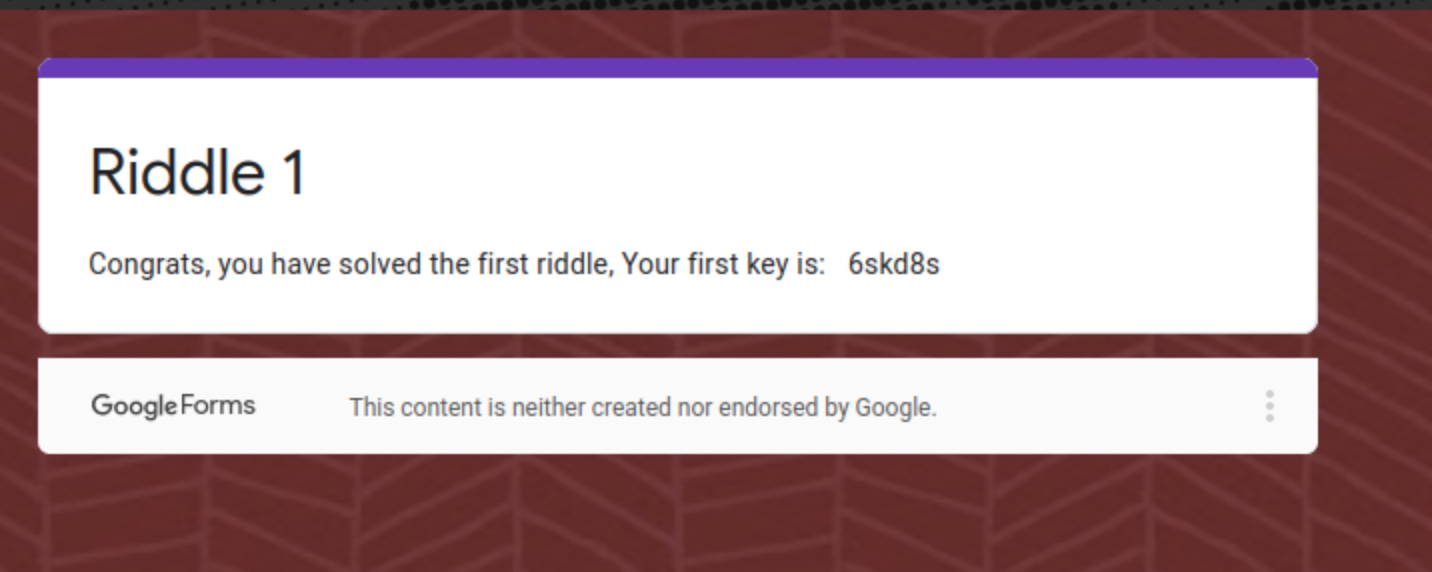 Riddle 1
Congrats, you have solved the first riddle, Your first key is: 6skd8s
Google Forms This content is neither created nor endorsed by Google.